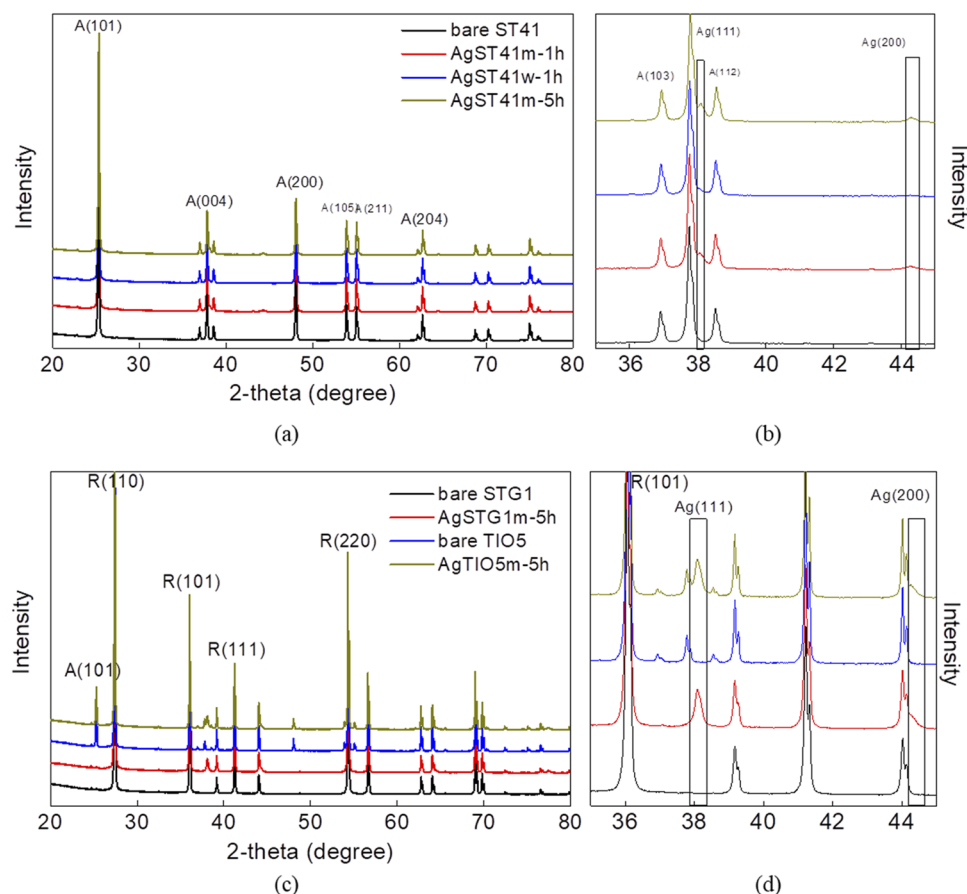 A(101)
bare ST41
AgST41m-1h
AgST41w-1h
AgST41m-5h
A(004)
A(200)
A(105)
A(211)
A(204)
Intensity
20 30 40 50 60 70 80
2-theta (degree)
(a)
Ag(111)
Ag(200)
A(103)
A(112)
Intensity
36 38 40 42 44
(b)
R(110)
bare STG1
AgSTG1m-5h
bare TIO5
AgTIO5m-5h
R(220)
R(101)
R(111)
A(101)
Intensity
20 30 40 50 60 70 80
2-theta (degree)
(c)
R(101)
Ag(111)
Ag(200)
Intensity
36 38 40 42 44
(d)